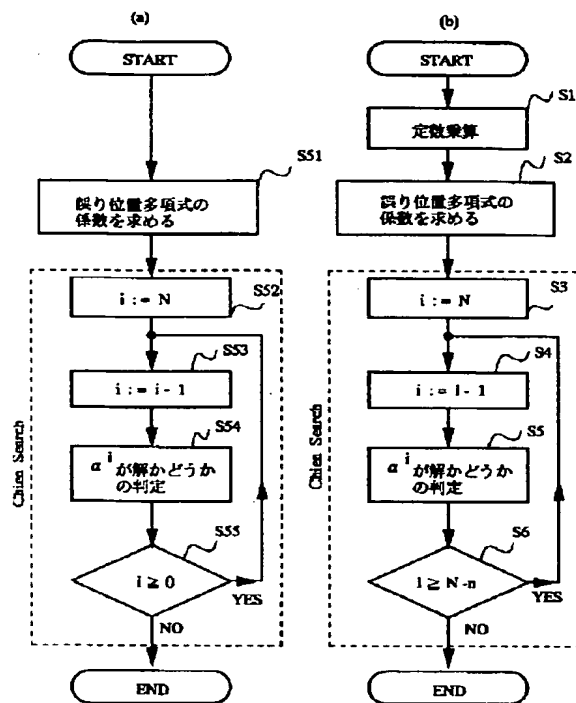 (a)
START
S51
誤り位置多項式の
係数を求める
Chien Search
i := N
S52
S53
i := i - 1
S54
α i が解かどうか
の判定
S55
i ≧ 0
YES
NO
END
(b)
START
S1
定数乗算
S2
誤り位置多項式の
係数を求める
Chien Search
i := N
S3
S4
i := i - 1
S5
α i が解かどうか
の判定
S6
i ≧ N -n
YES
NO
END